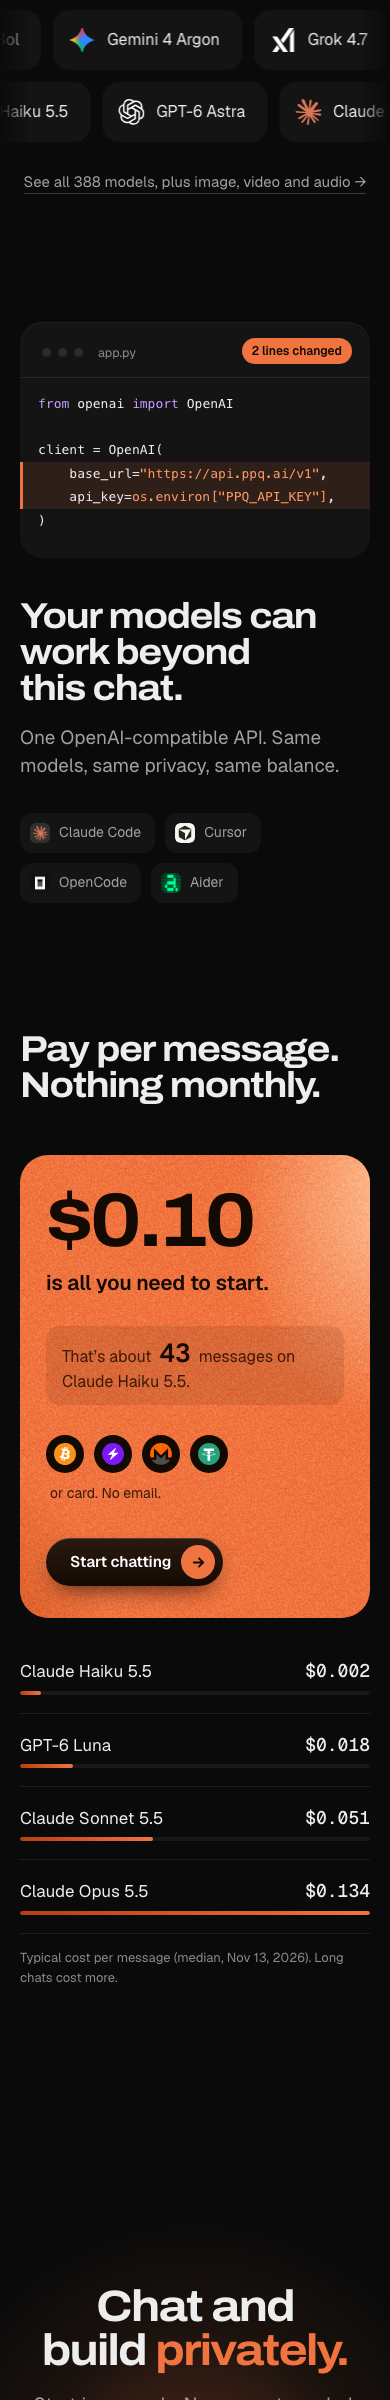 Gemini 4 Argon
Grok 4.7
Haiku 5.5
GPT-6 Astra
Claude
See all 388 models, plus image, video and audio →
app.py
2 lines changed
from openai import OpenAI
client = OpenAI(
base_url="https://api.ppq.ai/v1",
api_key=os.environ["PPQ_API_KEY"],
)
Your models can
work beyond
this chat.
One OpenAI-compatible API. Same
models, same privacy, same balance.
Claude Code
Cursor
OpenCode
Aider
Pay per message.
Nothing monthly.
$0.10
is all you need to start.
That's about 43 messages on
Claude Haiku 5.5.
or card. No email.
Start chatting →
Claude Haiku 5.5
$0.002
GPT-6 Luna
$0.018
Claude Sonnet 5.5
$0.051
Claude Opus 5.5
$0.134
Typical cost per message (median, Nov 13, 2026). Long
chats cost more.
Chat and
build privately.